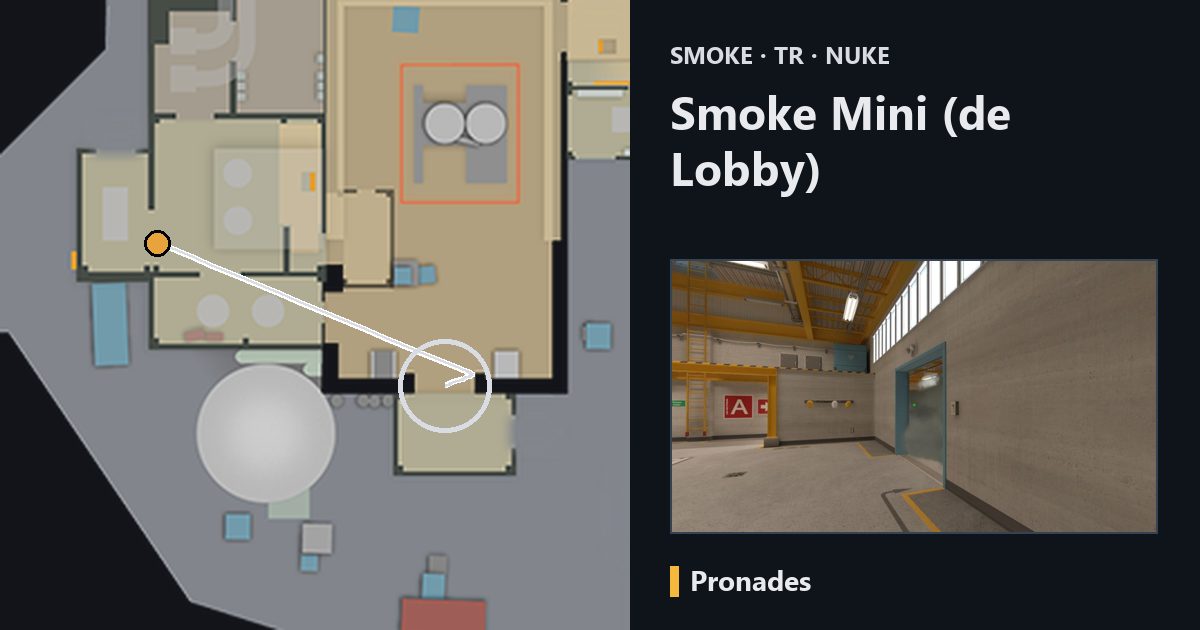 SMOKE · TR · NUKE
Smoke Mini (de
Lobby)
A
Pronades